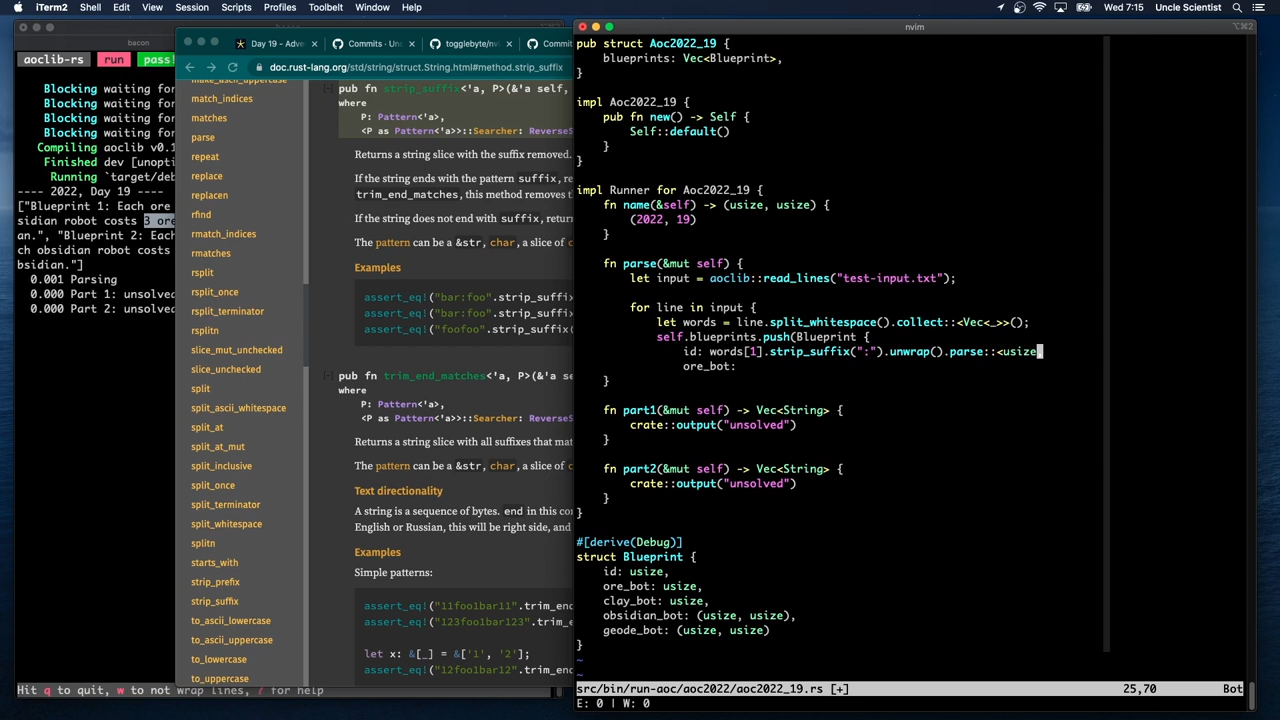 iTerm2 Shell Edit View Session Scripts Profiles Toolbelt Window Help
Wed 7:15 Uncle Scientist
bacon
bacon
aoclib-rs run pass!
Blocking waiting for
Blocking waiting for
Blocking waiting for
Blocking waiting for
Compiling aoclib v0.1
Finished dev [unopti
Running `target/deb
---- 2022, Day 19 ----
["Blueprint 1: Each ore
sidian robot costs 3 ore
an.", "Blueprint 2: Eac
ch obsidian robot costs
bsidian."]
0.001 Parsing
0.000 Part 1: unsolved
0.000 Part 2: unsolved
Hit q to quit, w to not wrap lines, ? for help
Day 19 - Adve
Commits · Unc
togglebyte/nv
Comm
doc.rust-lang.org/std/string/struct.String.html#method.strip_suffix
make_ascii_uppercase
match_indices
matches
parse
repeat
replace
replacen
rfind
rmatch_indices
rmatches
rsplit
rsplit_once
rsplit_terminator
rsplitn
slice_mut_unchecked
slice_unchecked
split
split_ascii_whitespace
split_at
split_at_mut
split_inclusive
split_once
split_terminator
split_whitespace
splitn
starts_with
strip_prefix
strip_suffix
to_ascii_lowercase
to_ascii_uppercase
to_lowercase
to_uppercase
pub fn strip_suffix<'a, P>(&'a self,
where
P: Pattern<'a>,
<P as Pattern<'a>>::Searcher: ReverseS
Returns a string slice with the suffix removed.
If the string ends with the pattern suffix, re
trim_end_matches, this method removes t
If the string does not end with suffix, return
The pattern can be a &str, char, a slice of c
Examples
assert_eq!("bar:foo".strip_suffix
assert_eq!("bar:foo".strip_suffix
assert_eq!("foofoo".strip_suffix(
pub fn trim_end_matches<'a, P>(&'a se
where
P: Pattern<'a>,
<P as Pattern<'a>>::Searcher: ReverseS
Returns a string slice with all suffixes that mat
The pattern can be a &str, char, a slice of c
Text directionality
A string is a sequence of bytes. end in this con
English or Russian, this will be right side, and
Examples
Simple patterns:
assert_eq!("11foo1bar11".trim_end
assert_eq!("123foo1bar123".trim_e
let x: &[_] = &['1', '2'];
assert_eq!("12foo1bar12".trim_end
nvim
⌥⌘2
pub struct Aoc2022_19 {
blueprints: Vec<Blueprint>,
}
impl Aoc2022_19 {
pub fn new() -> Self {
Self::default()
}
}
impl Runner for Aoc2022_19 {
fn name(&self) -> (usize, usize) {
(2022, 19)
}
fn parse(&mut self) {
let input = aoclib::read_lines("test-input.txt");
for line in input {
let words = line.split_whitespace().collect::<Vec<_>>();
self.blueprints.push(Blueprint {
id: words[1].strip_suffix(":").unwrap().parse::<usize
ore_bot:
}
fn part1(&mut self) -> Vec<String> {
crate::output("unsolved")
}
fn part2(&mut self) -> Vec<String> {
crate::output("unsolved")
}
}
#[derive(Debug)]
struct Blueprint {
id: usize,
ore_bot: usize,
clay_bot: usize,
obsidian_bot: (usize, usize),
geode_bot: (usize, usize)
}
~
~
src/bin/run-aoc/aoc2022/aoc2022_19.rs [+] 25,70 Bot
E: 0 | W: 0